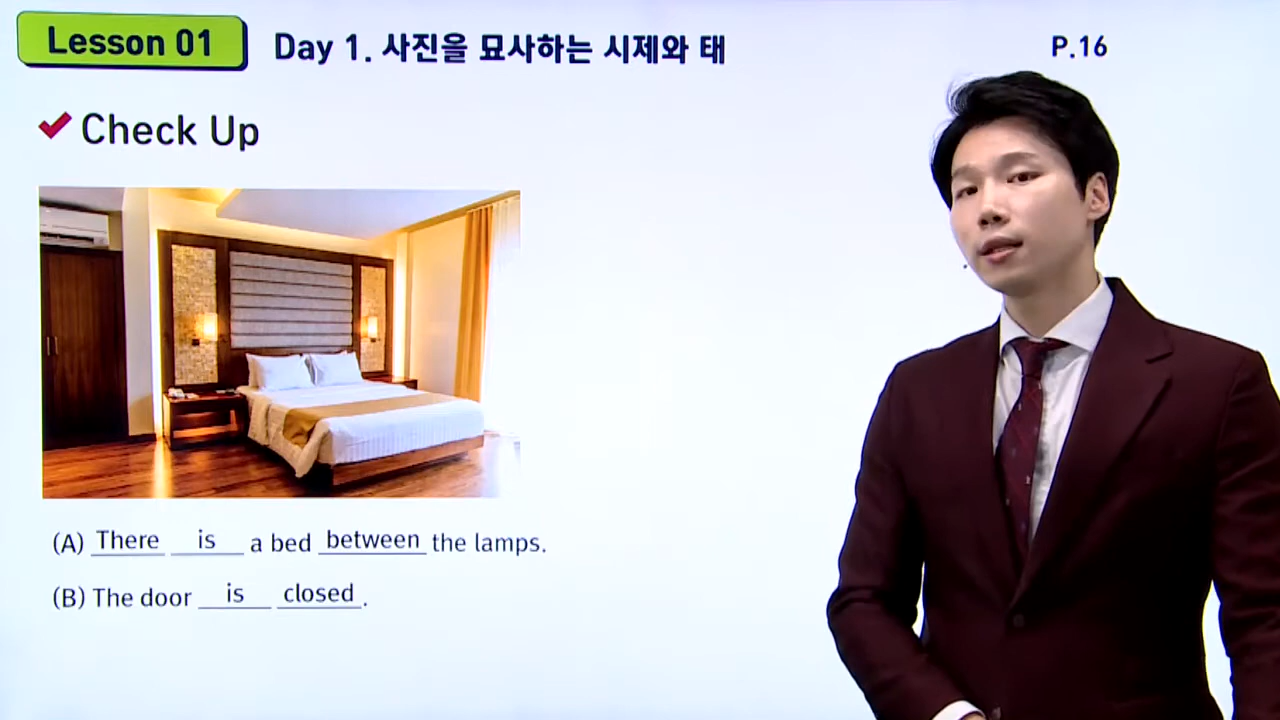 Lesson 01
Day 1. 사진을 묘사하는 시제와 태
P.16
Check Up
(A) There is a bed between the lamps.
(B) The door is closed.